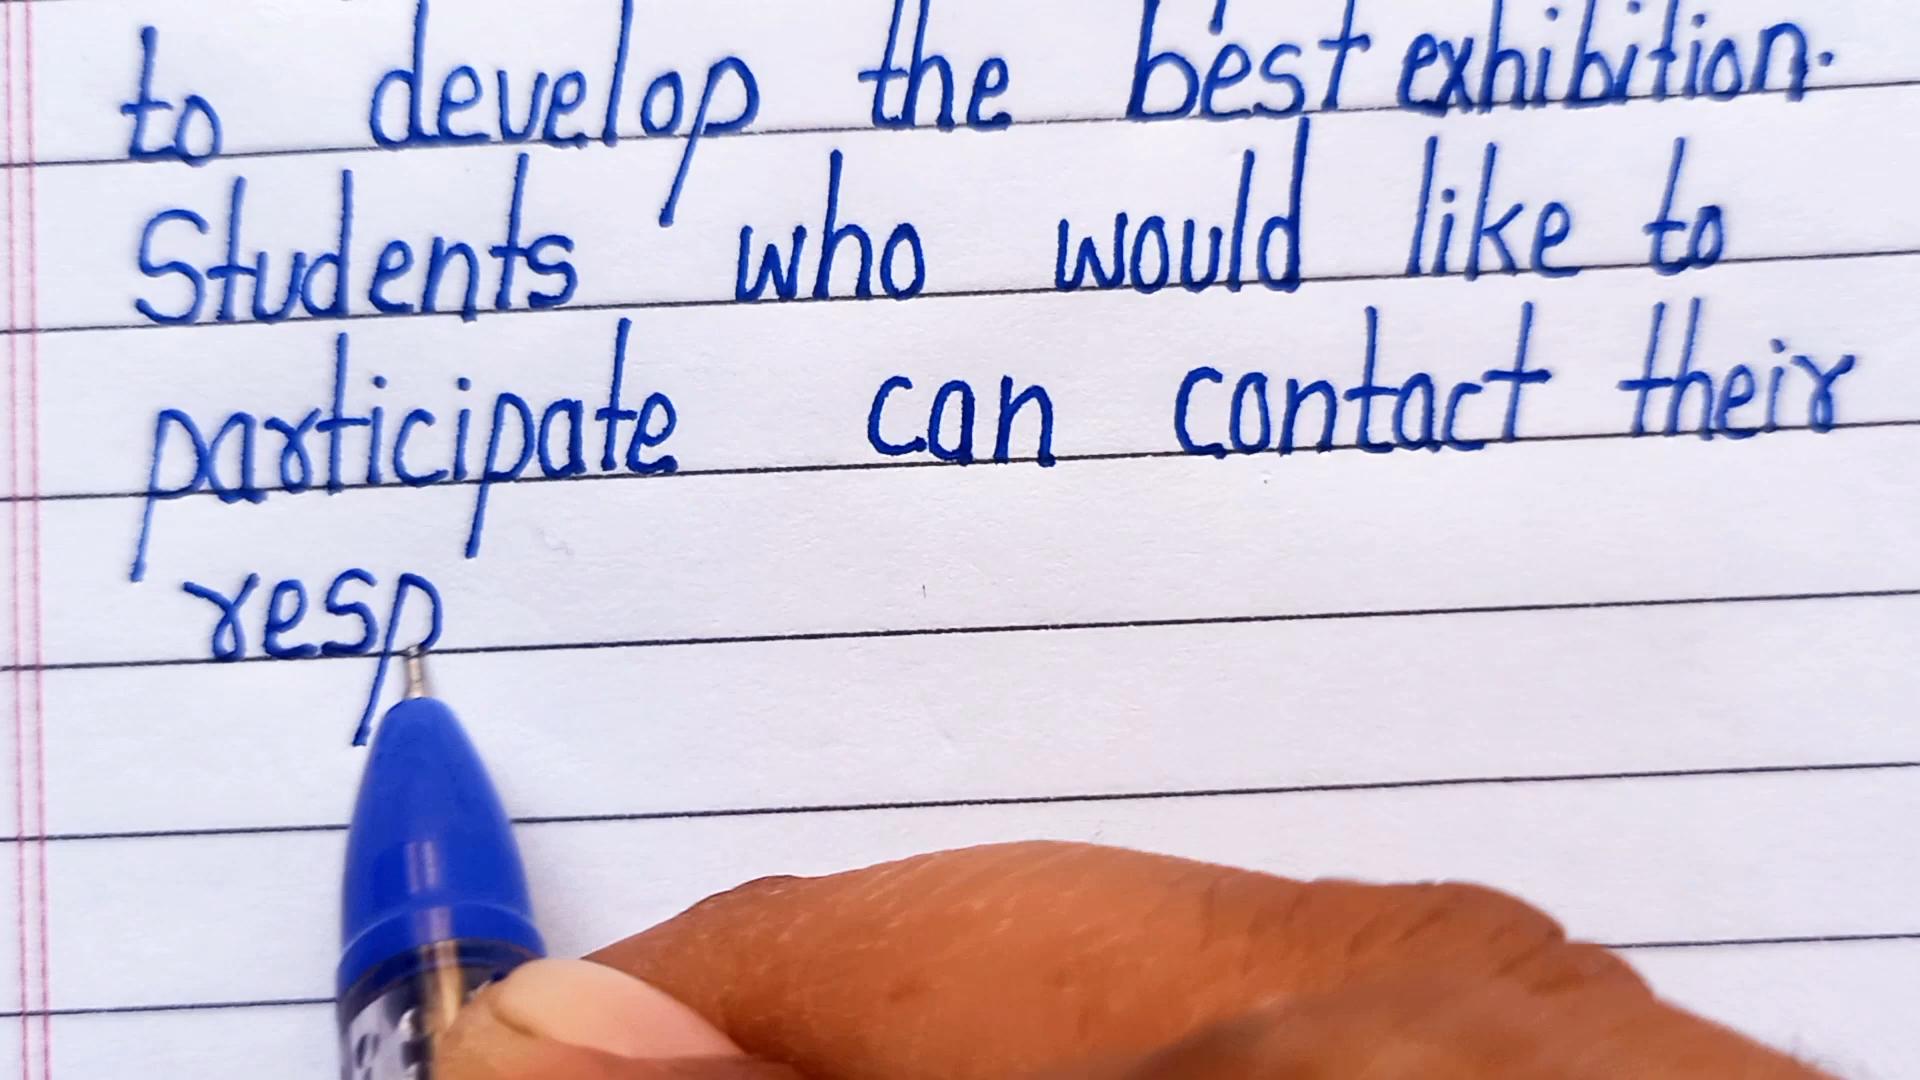 to develop the best exhibition.
Students who would like to
participate can contact their
resp